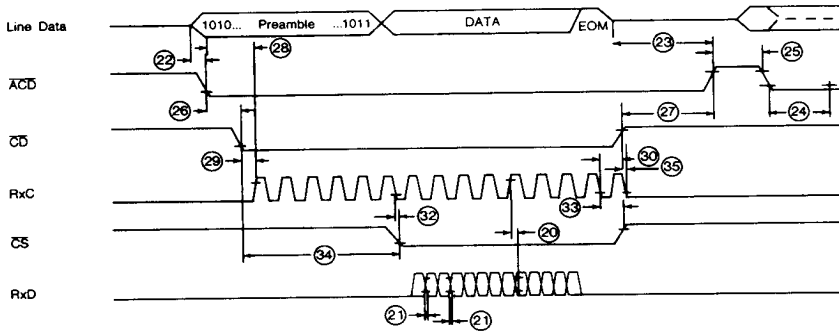 Line Data 1010... Preamble ...1011 DATA EOM
22 28 23 25
ACD
26 27 24
CD
29 30 35
RxC
32 33
CS 20
34
RxD
21 21